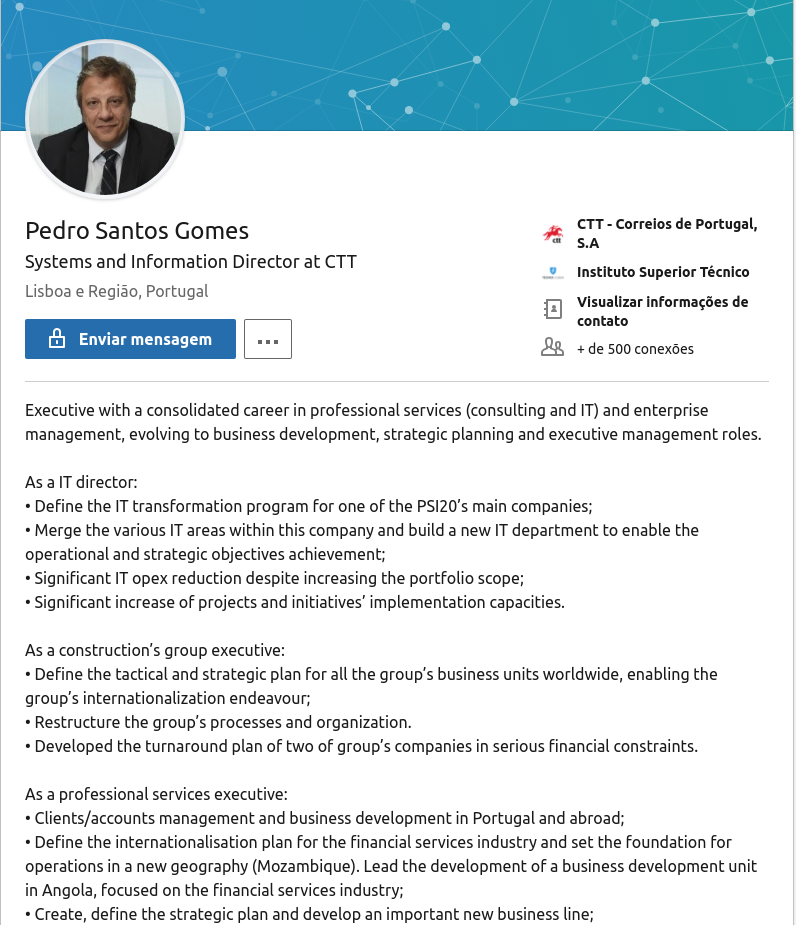 Pedro Santos Gomes
Systems and Information Director at CTT
Lisboa e Região, Portugal
Enviar mensagem
CTT - Correios de Portugal,
S.A
Instituto Superior Técnico
Visualizar informações de
contato
+ de 500 conexões
Executive with a consolidated career in professional services (consulting and IT) and enterprise
management, evolving to business development, strategic planning and executive management roles.
As a IT director:
• Define the IT transformation program for one of the PSI20’s main companies;
• Merge the various IT areas within this company and build a new IT department to enable the
operational and strategic objectives achievement;
• Significant IT opex reduction despite increasing the portfolio scope;
• Significant increase of projects and initiatives’ implementation capacities.
As a construction’s group executive:
• Define the tactical and strategic plan for all the group’s business units worldwide, enabling the
group’s internationalization endeavour;
• Restructure the group’s processes and organization.
• Developed the turnaround plan of two of group’s companies in serious financial constraints.
As a professional services executive:
• Clients/accounts management and business development in Portugal and abroad;
• Define the internationalisation plan for the financial services industry and set the foundation for
operations in a new geography (Mozambique). Lead the development of a business development unit
in Angola, focused on the financial services industry;
• Create, define the strategic plan and develop an important new business line;